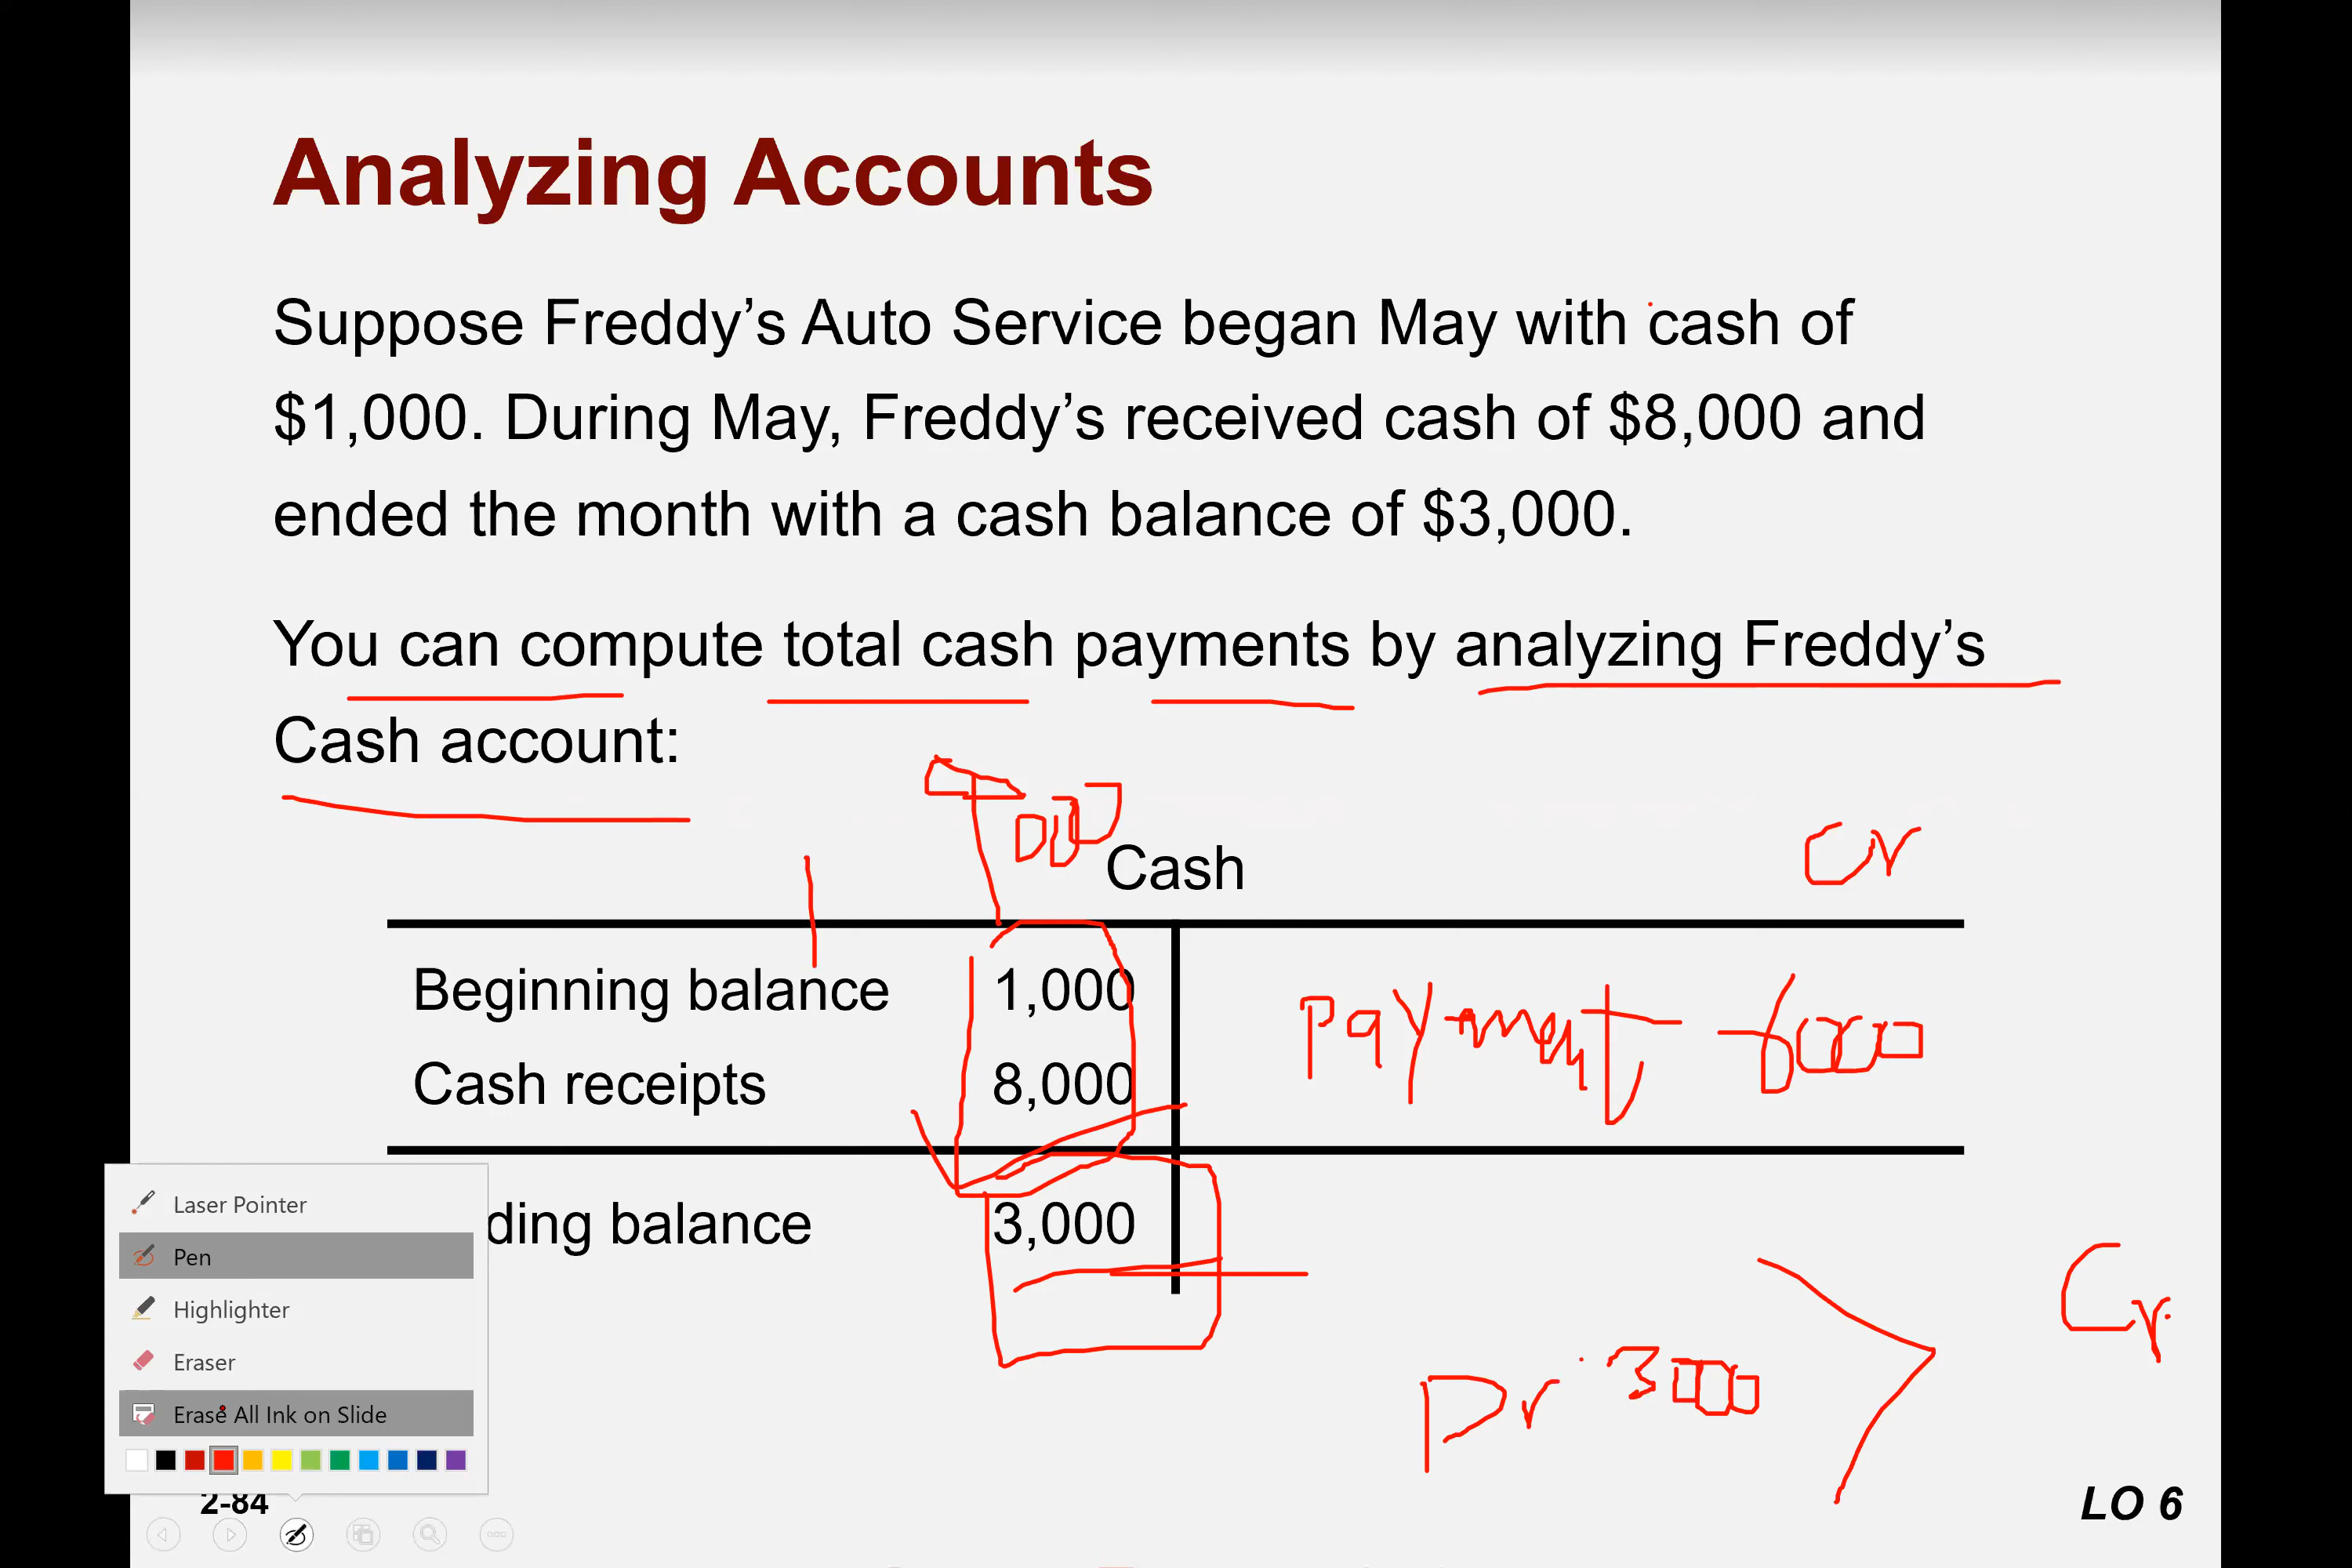 Analyzing Accounts
Suppose Freddy’s Auto Service began May with cash of
$1,000. During May, Freddy’s received cash of $8,000 and
ended the month with a cash balance of $3,000.
You can compute total cash payments by analyzing Freddy’s
Cash account:
Cash
Cr
Beginning balance 1,000
Payment 6000
Cash receipts 8,000
ding balance 3,000
Dr 3000
Cr
Laser Pointer
Pen
Highlighter
Eraser
Erase All Ink on Slide
2-84
LO 6